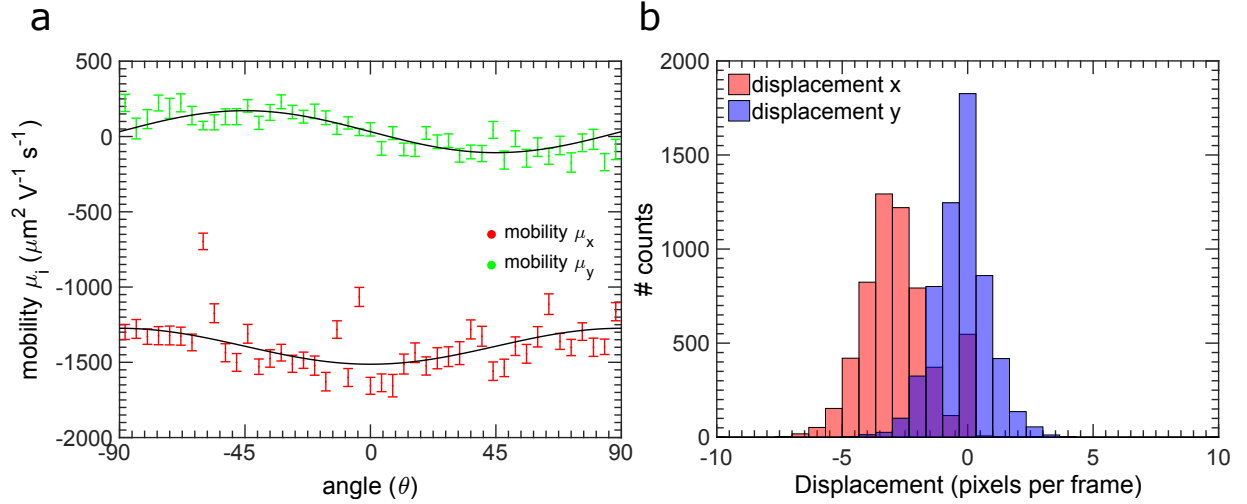 a
500
0
-500
-1000
-1500
-2000
mobility μi (μm² V⁻¹ s⁻¹)
mobility μx
mobility μy
-90
-45
0
45
90
angle (θ)
b
2000
1500
1000
500
0
# counts
displacement x
displacement y
-10
-5
0
5
10
Displacement (pixels per frame)